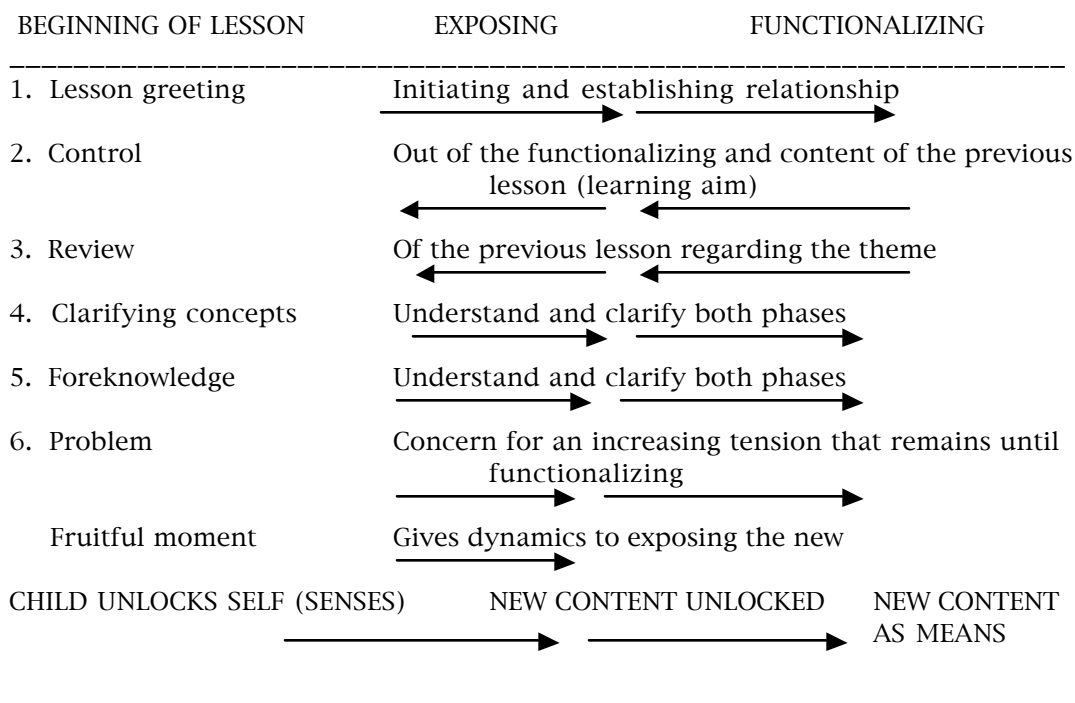 BEGINNING OF LESSON EXPOSING FUNCTIONALIZING
1. Lesson greeting Initiating and establishing relationship
2. Control Out of the functionalizing and content of the previous
lesson (learning aim)
3. Review Of the previous lesson regarding the theme
4. Clarifying concepts Understand and clarify both phases
5. Foreknowledge Understand and clarify both phases
6. Problem Concern for an increasing tension that remains until
functionalizing
Fruitful moment Gives dynamics to exposing the new
CHILD UNLOCKS SELF (SENSES) NEW CONTENT UNLOCKED NEW CONTENT
AS MEANS